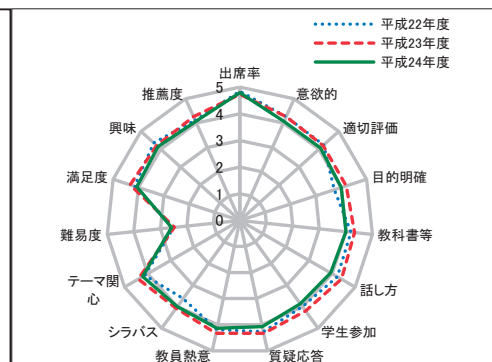 平成22年度
平成23年度
平成24年度
出席率
意欲的
適切評価
目的明確
教科書等
話し方
学生参加
質疑応答
教員熱意
シラバス
テーマ関
心
難易度
満足度
興味
推薦度
5
4
3
2
1
0